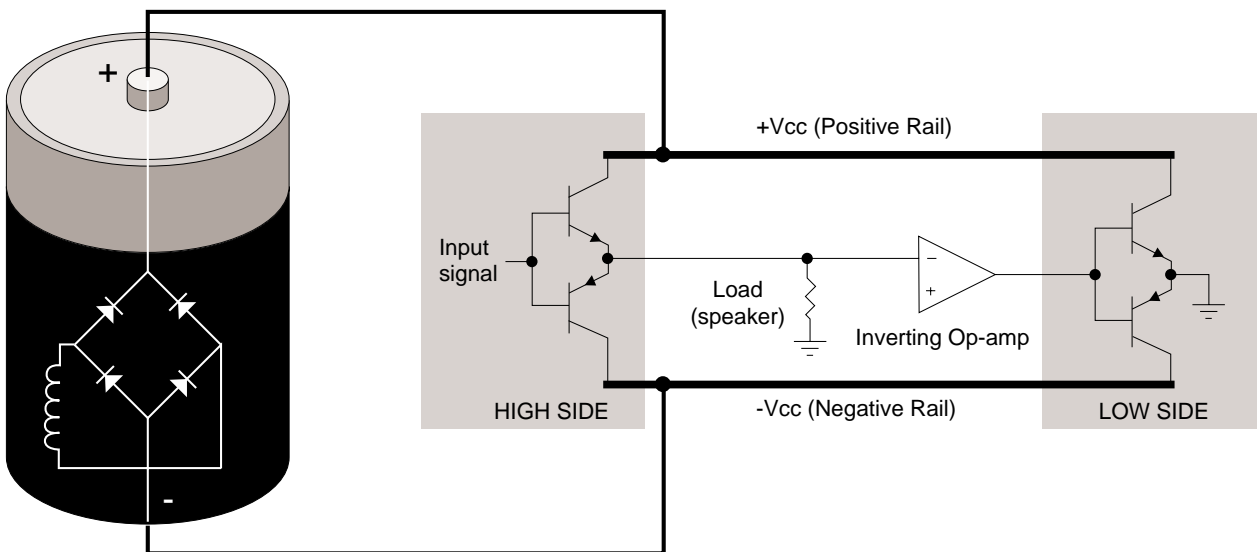 +
+Vcc (Positive Rail)
Input
signal
−
+
Load
(speaker)
Inverting Op-amp
HIGH SIDE
-Vcc (Negative Rail)
LOW SIDE
-